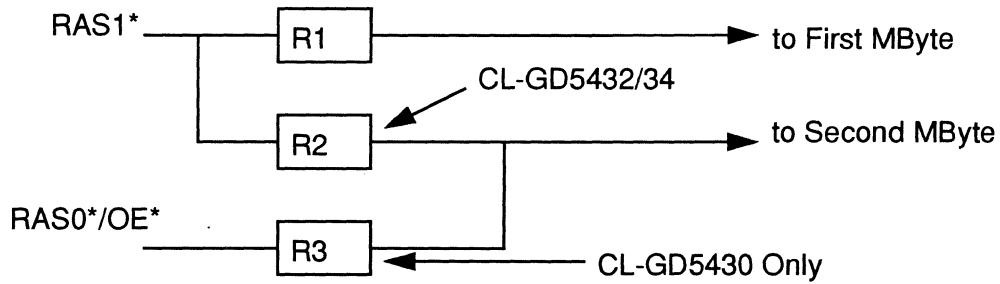 RAS1*
R1
to First MByte
CL-GD5432/34
R2
to Second MByte
RAS0*/OE*
R3
CL-GD5430 Only